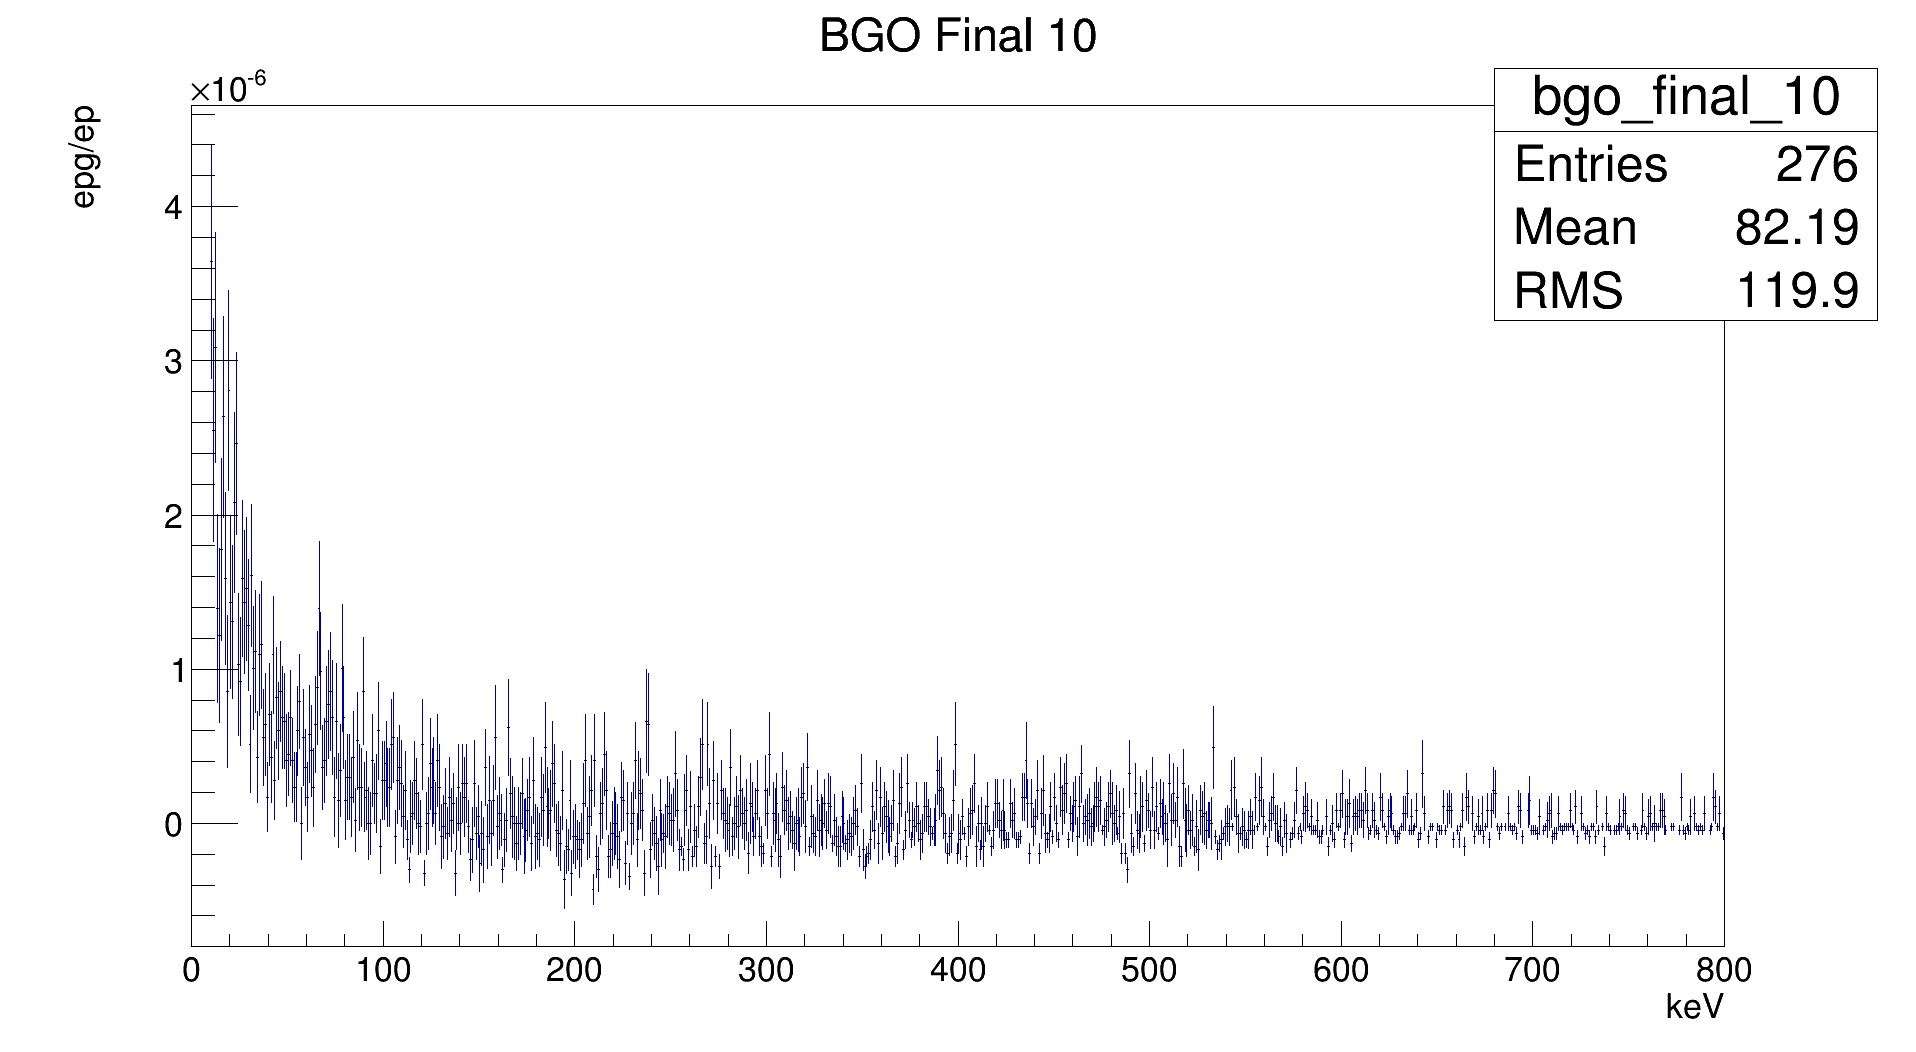 BGO Final 10
×10-6
epg/ep
bgo_final_10
Entries 276
Mean 82.19
RMS 119.9
4
3
2
1
0
0 100 200 300 400 500 600 700 800
keV